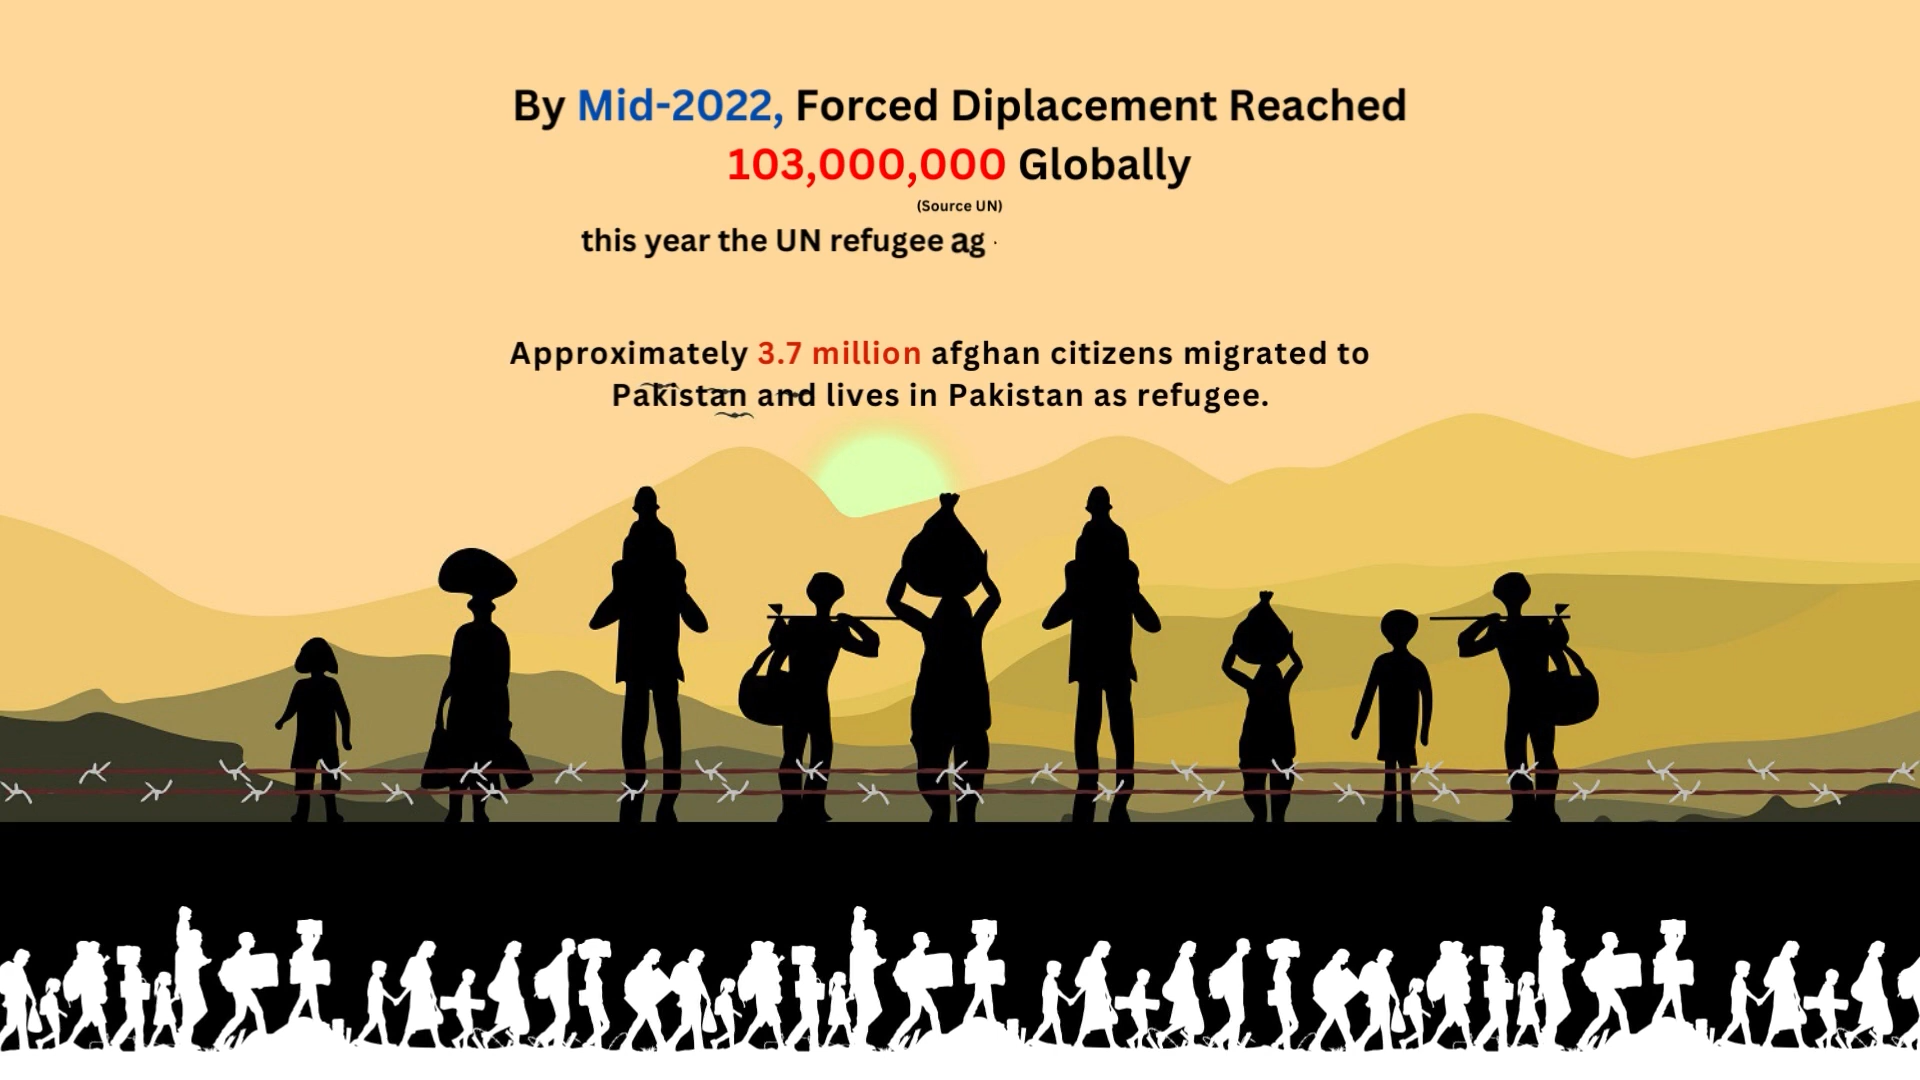 By Mid-2022, Forced Diplacement Reached
103,000,000 Globally
(Source UN)
this year the UN refugee ag
Approximately 3.7 million afghan citizens migrated to
Pakistan and lives in Pakistan as refugee.